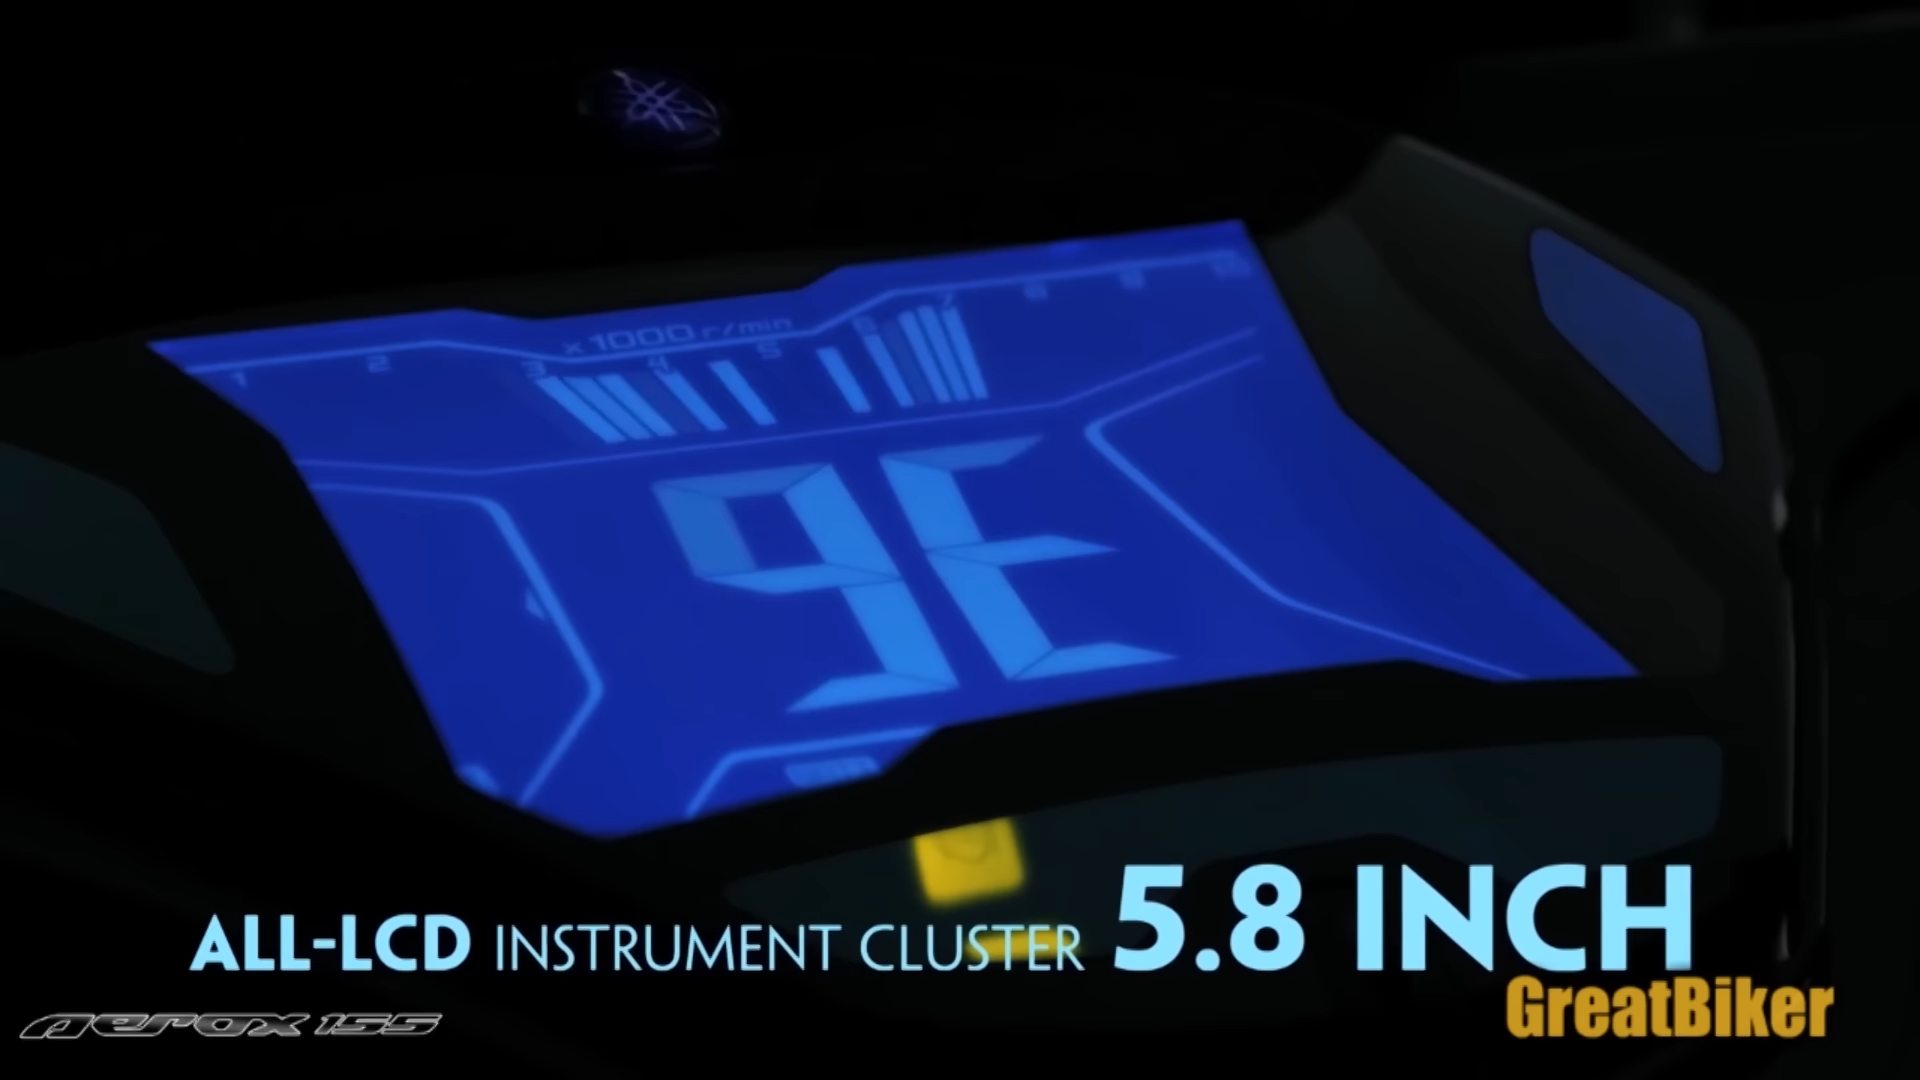 x1000 r/min
1 2 3 4 5 6 7 8 9 10
9E
ALL-LCD INSTRUMENT CLUSTER 5.8 INCH
Aerox 155
GreatBiker